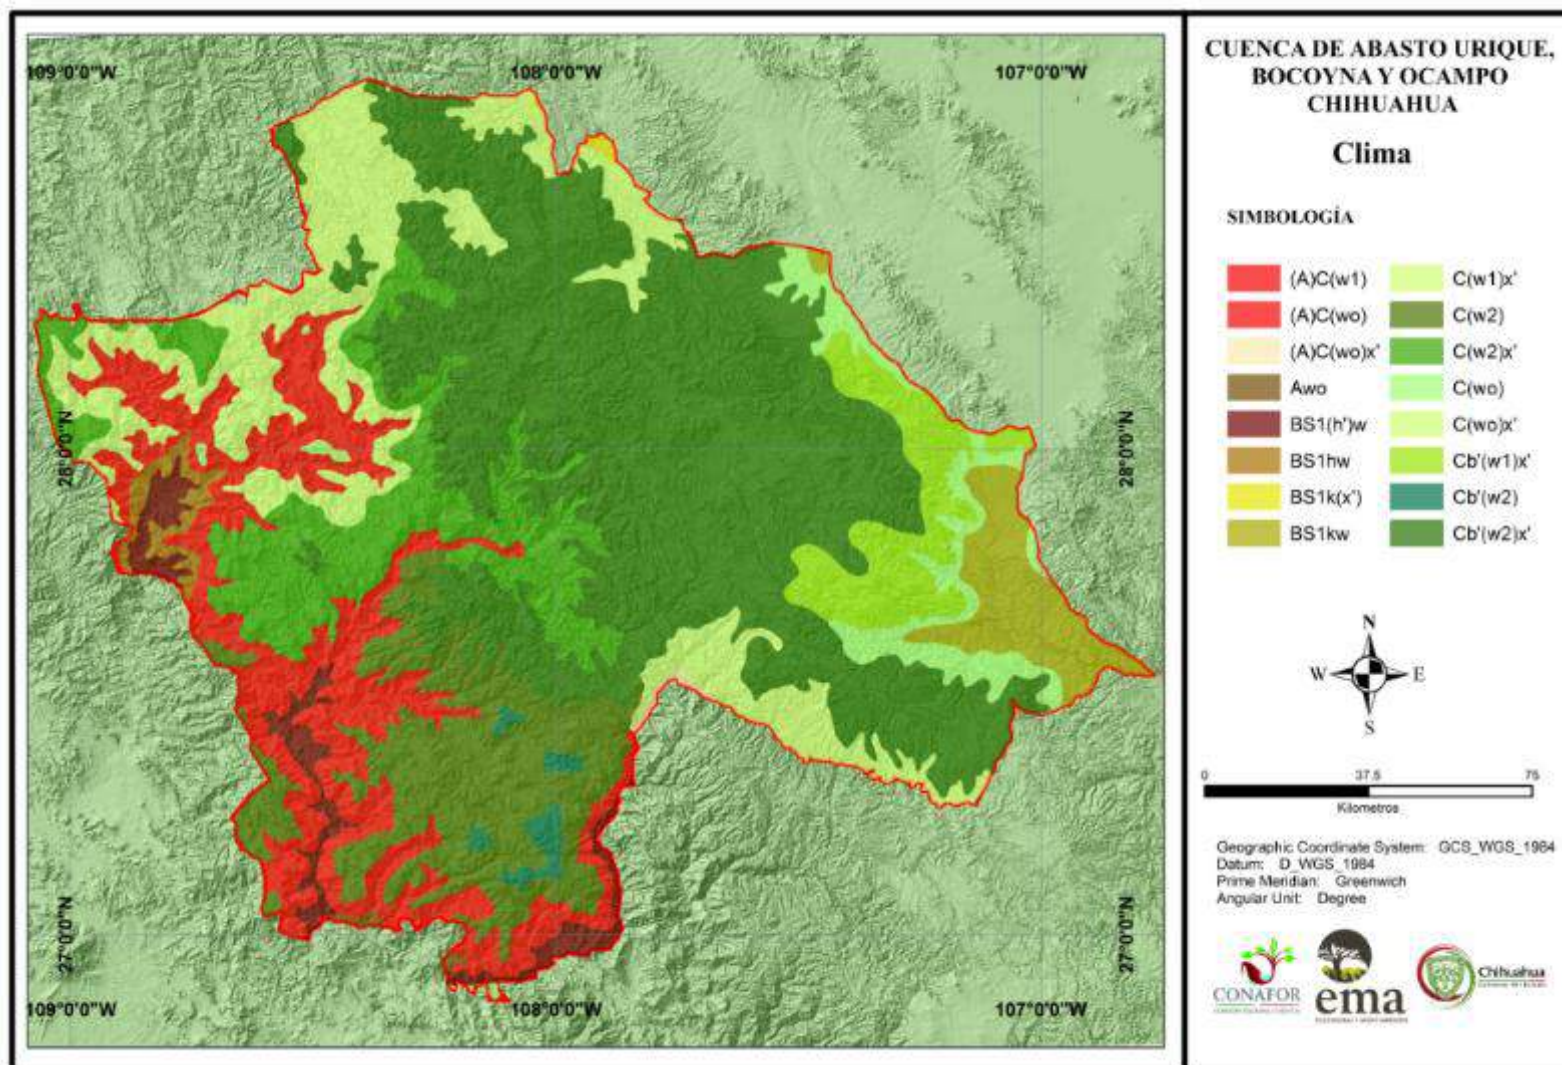 CUENCA DE ABASTO URIQUE,
BOCOYNA Y OCAMPO
CHIHUAHUA
Clima
SIMBOLOGÍA
(A)C(w1)
(A)C(wo)
(A)C(wo)x'
Awo
BS1(h')w
BS1hw
BS1k(x')
BS1kw
C(w1)x'
C(w2)
C(w2)x'
C(wo)
C(wo)x'
Cb'(w1)x'
Cb'(w2)
Cb'(w2)x'
N
W E
S
0 37.5 75
Kilometros
Geographic Coordinate System: GCS_WGS_1984
Datum: D_WGS_1984
Prime Meridian: Greenwich
Angular Unit: Degree
CONAFOR
ema
Chihuahua
109°0'0"W 108°0'0"W 107°0'0"W
28°0'0"N 28°0'0"N
27°0'0"N 27°0'0"N
109°0'0"W 108°0'0"W 107°0'0"W